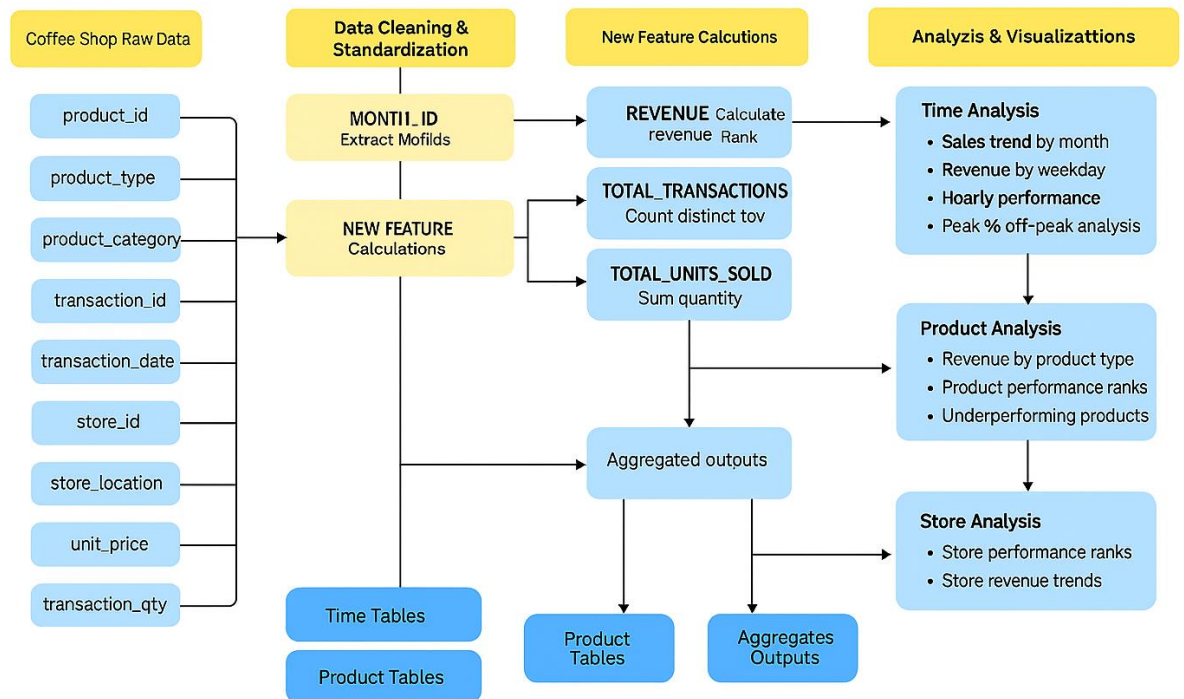 Coffee Shop Raw Data
product_id
product_type
product_category
transaction_id
transaction_date
store_id
store_location
unit_price
transaction_qty
Data Cleaning &
Standardization
MONTI1_ID
Extract Mofilds
NEW FEATURE
Calculations
Time Tables
Product Tables
New Feature Calcutions
REVENUE Calculate
revenue Rank
TOTAL_TRANSACTIONS
Count distinct tov
TOTAL_UNITS_SOLD
Sum quantity
Aggregated outputs
Product
Tables
Aggregates
Outputs
Analyzis & Visualizattions
Time Analysis
• Sales trend by month
• Revenue by weekday
• Hoarly performance
• Peak % off-peak analysis
Product Analysis
• Revenue by product type
• Product performance ranks
• Underperforming products
Store Analysis
• Store performance ranks
• Store revenue trends